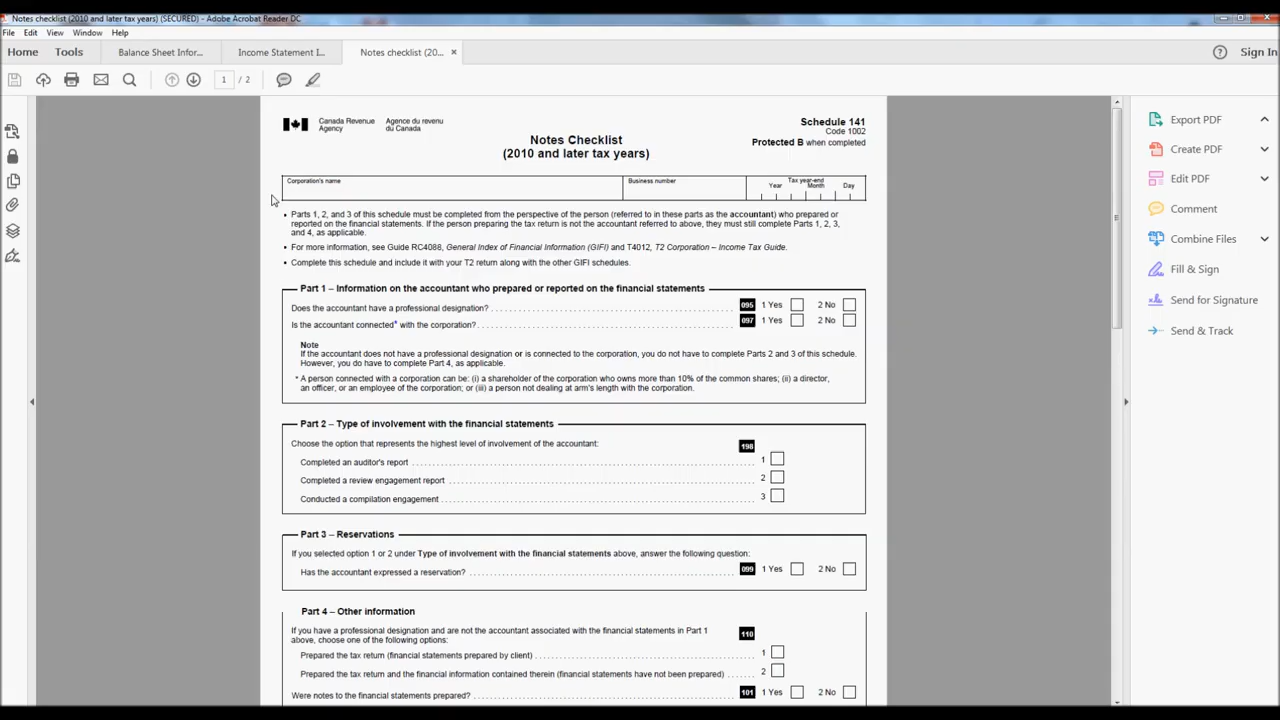 Notes checklist (2010 and later tax years) (SECURED) - Adobe Acrobat Reader DC
File Edit View Window Help
Home Tools Balance Sheet Infor... Income Statement I... Notes checklist (20... × Sign In
1 / 2
Canada Revenue Agence du revenu
Agency du Canada
Schedule 141
Code 1002
Protected B when completed
Notes Checklist
(2010 and later tax years)
Corporation's name Business number Tax year-end
Year Month Day
• Parts 1, 2, and 3 of this schedule must be completed from the perspective of the person (referred to in these parts as the accountant) who prepared or
reported on the financial statements. If the person preparing the tax return is not the accountant referred to above, they must still complete Parts 1, 2, 3,
and 4, as applicable.
• For more information, see Guide RC4088, General Index of Financial Information (GIFI) and T4012, T2 Corporation – Income Tax Guide.
• Complete this schedule and include it with your T2 return along with the other GIFI schedules.
Part 1 – Information on the accountant who prepared or reported on the financial statements
Does the accountant have a professional designation? 095 1 Yes 2 No
Is the accountant connected* with the corporation? 097 1 Yes 2 No
Note
If the accountant does not have a professional designation or is connected to the corporation, you do not have to complete Parts 2 and 3 of this schedule.
However, you do have to complete Part 4, as applicable.
* A person connected with a corporation can be: (i) a shareholder of the corporation who owns more than 10% of the common shares; (ii) a director,
an officer, or an employee of the corporation; or (iii) a person not dealing at arm's length with the corporation.
Part 2 – Type of involvement with the financial statements
Choose the option that represents the highest level of involvement of the accountant: 198
Completed an auditor's report 1
Completed a review engagement report 2
Conducted a compilation engagement 3
Part 3 – Reservations
If you selected option 1 or 2 under Type of involvement with the financial statements above, answer the following question:
Has the accountant expressed a reservation? 099 1 Yes 2 No
Part 4 – Other information
If you have a professional designation and are not the accountant associated with the financial statements in Part 1
above, choose one of the following options: 110
Prepared the tax return (financial statements prepared by client) 1
Prepared the tax return and the financial information contained therein (financial statements have not been prepared) 2
Were notes to the financial statements prepared? 101 1 Yes 2 No
Export PDF
Create PDF
Edit PDF
Comment
Combine Files
Fill & Sign
Send for Signature
Send & Track